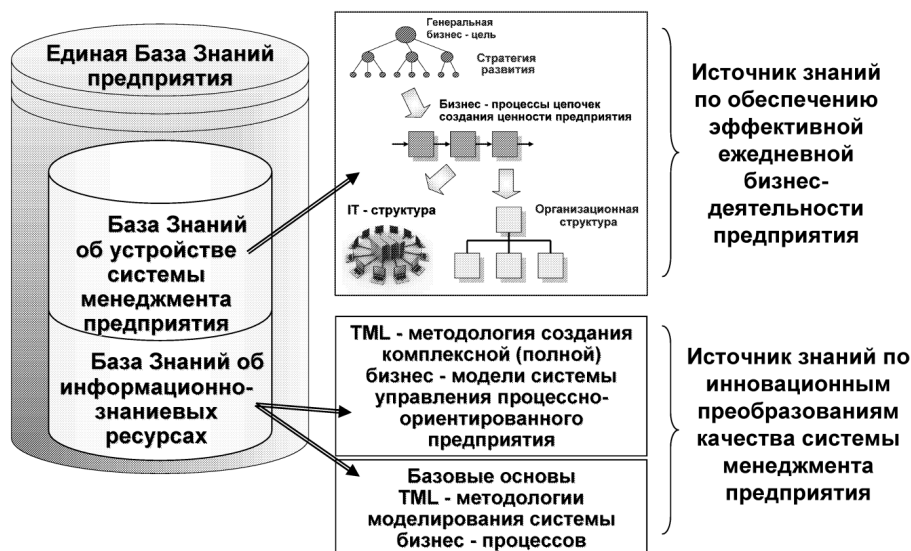 Единая База Знаний
предприятия
База Знаний
об устройстве
системы
менеджмента
предприятия
База Знаний об
информационно-
знаниевых
ресурсах
Генеральная
бизнес - цель
Стратегия
развития
Бизнес - процессы цепочек
создания ценности предприятия
IT - структура
Организационная
структура
TML - методология создания
комплексной (полной)
бизнес - модели системы
управления процессно-
ориентированного
предприятия
Базовые основы
TML - методологии
моделирования системы
бизнес - процессов
Источник знаний
по обеспечению
эффективной
ежедневной
бизнес-
деятельности
предприятия
Источник знаний по
инновационным
преобразованиям
качества системы
менеджмента
предприятия